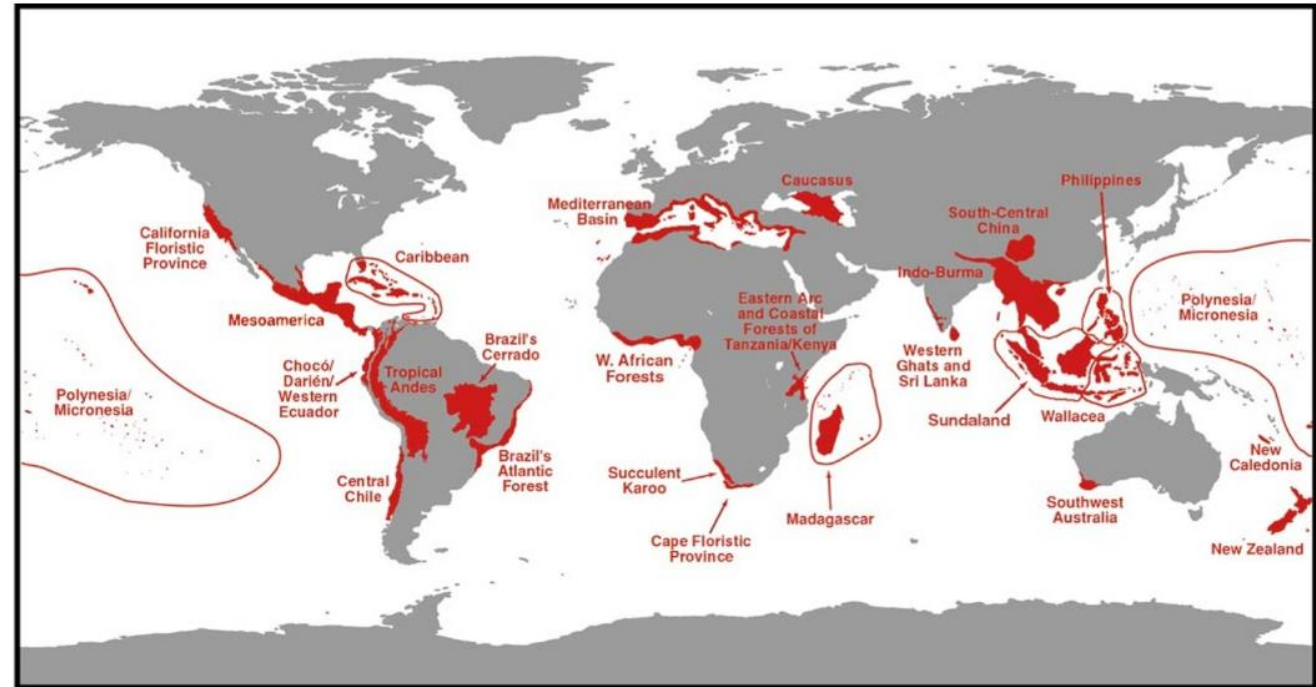 California
Floristic
Province
Caribbean
Mesoamerica
Polynesia/
Micronesia
Chocó/
Darién/
Western
Ecuador
Tropical
Andes
Brazil's
Cerrado
Brazil's
Atlantic
Forest
Central
Chile
Mediterranean
Basin
Caucasus
W. African
Forests
Eastern Arc
and Coastal
Forests of
Tanzania/Kenya
Succulent
Karoo
Cape Floristic
Province
Madagascar
Philippines
South-Central
China
Indo-Burma
Western
Ghats and
Sri Lanka
Sundaland
Wallacea
Polynesia/
Micronesia
New
Caledonia
Southwest
Australia
New Zealand